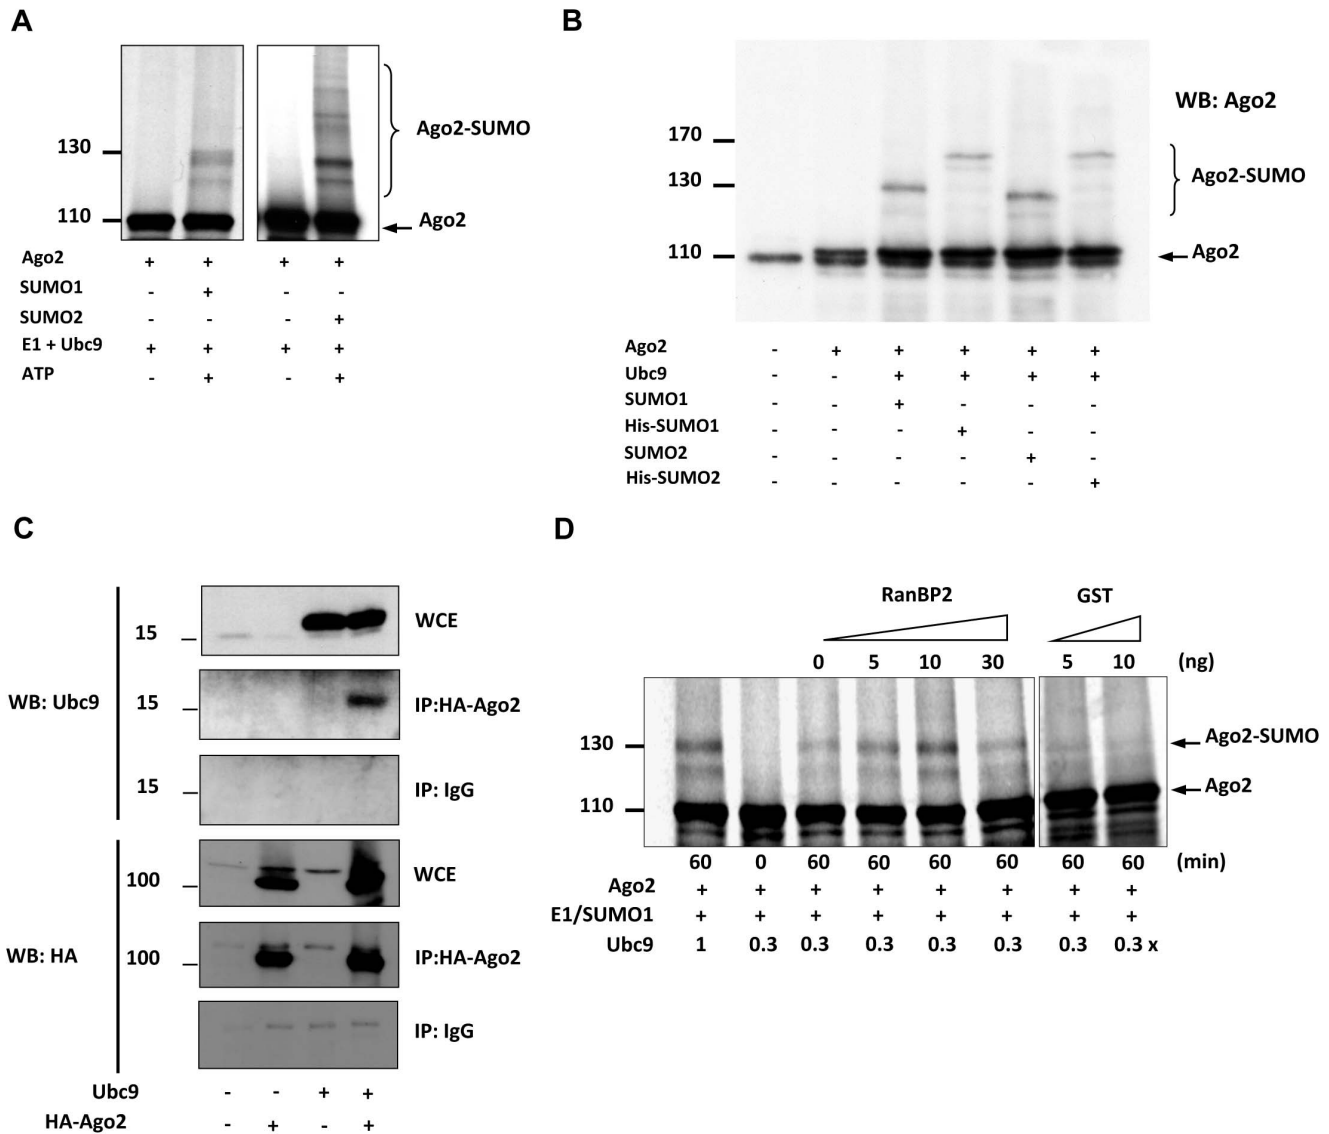 A
130
110
Ago2-SUMO
Ago2
Ago2 + + + +
SUMO1 - + - -
SUMO2 - - - +
E1 + Ubc9 + + + +
ATP - + - +
B
WB: Ago2
170
130
110
Ago2-SUMO
Ago2
Ago2 - + + + + +
Ubc9 - - + + + +
SUMO1 - - + - - -
His-SUMO1 - - - + - -
SUMO2 - - - - + -
His-SUMO2 - - - - - +
C
WB: Ubc9
15 WCE
15 IP:HA-Ago2
15 IP: IgG
WB: HA
100 WCE
100 IP:HA-Ago2
IP: IgG
Ubc9 - - + +
HA-Ago2 - + - +
D
RanBP2 GST
0 5 10 30 5 10 (ng)
130
110
Ago2-SUMO
Ago2
60 0 60 60 60 60 60 60 (min)
Ago2 + + + + + + + +
E1/SUMO1 + + + + + + + +
Ubc9 1 0.3 0.3 0.3 0.3 0.3 0.3 0.3 x